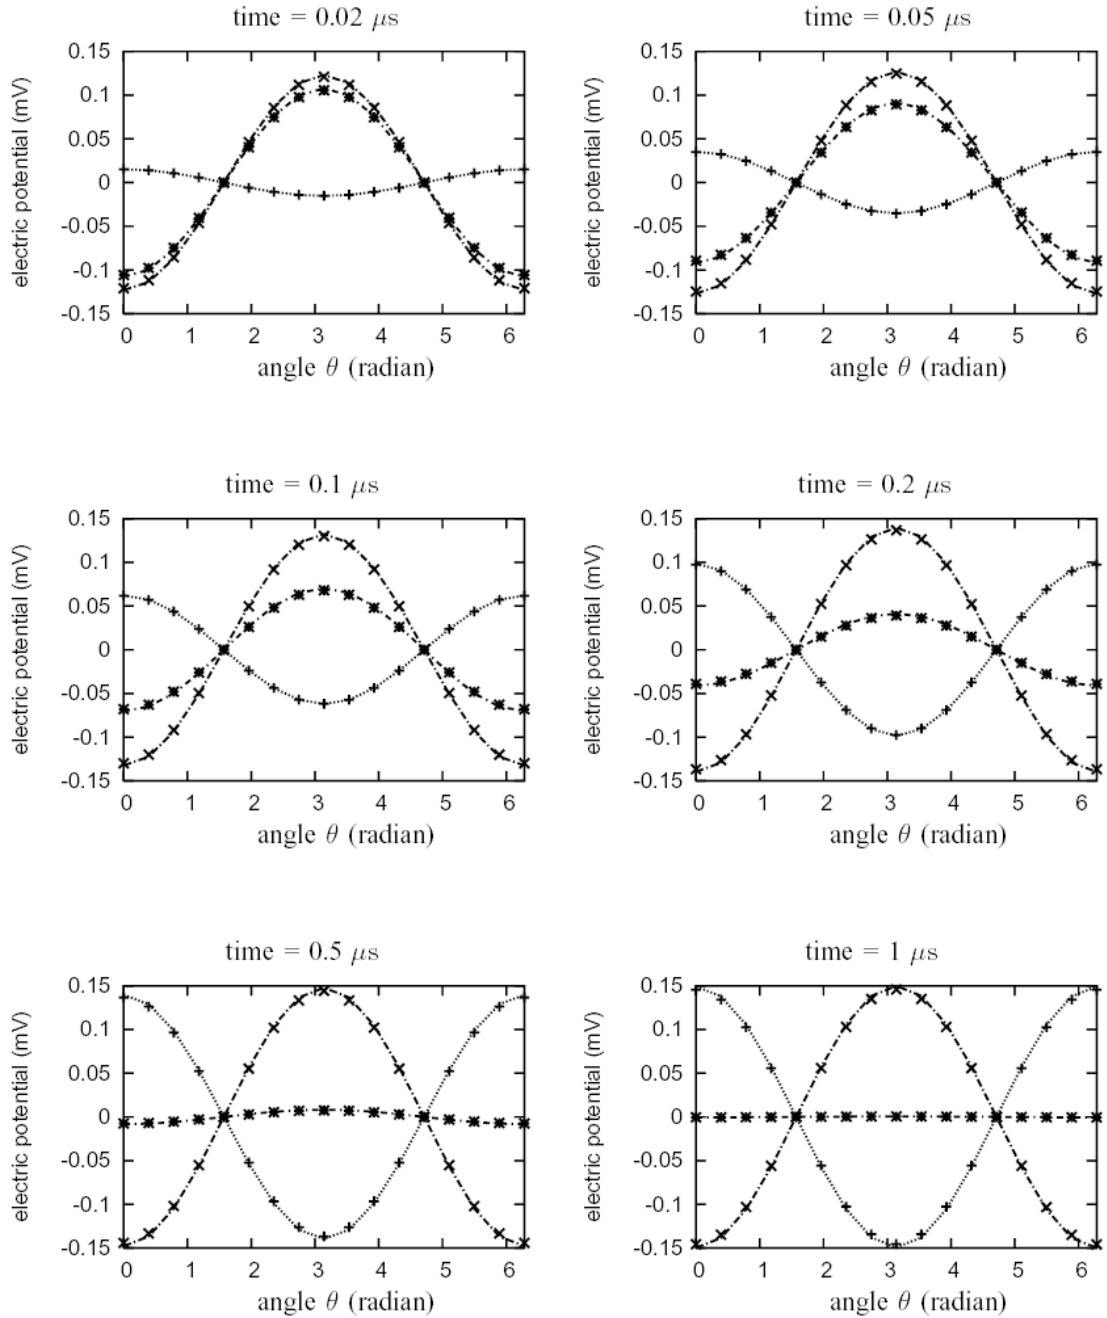 time = 0.02 μs
0.15
0.1
0.05
0
-0.05
-0.1
-0.15
electric potential (mV)
0 1 2 3 4 5 6
angle θ (radian)
time = 0.05 μs
0.15
0.1
0.05
0
-0.05
-0.1
-0.15
electric potential (mV)
0 1 2 3 4 5 6
angle θ (radian)
time = 0.1 μs
0.15
0.1
0.05
0
-0.05
-0.1
-0.15
electric potential (mV)
0 1 2 3 4 5 6
angle θ (radian)
time = 0.2 μs
0.15
0.1
0.05
0
-0.05
-0.1
-0.15
electric potential (mV)
0 1 2 3 4 5 6
angle θ (radian)
time = 0.5 μs
0.15
0.1
0.05
0
-0.05
-0.1
-0.15
electric potential (mV)
0 1 2 3 4 5 6
angle θ (radian)
time = 1 μs
0.15
0.1
0.05
0
-0.05
-0.1
-0.15
electric potential (mV)
0 1 2 3 4 5 6
angle θ (radian)